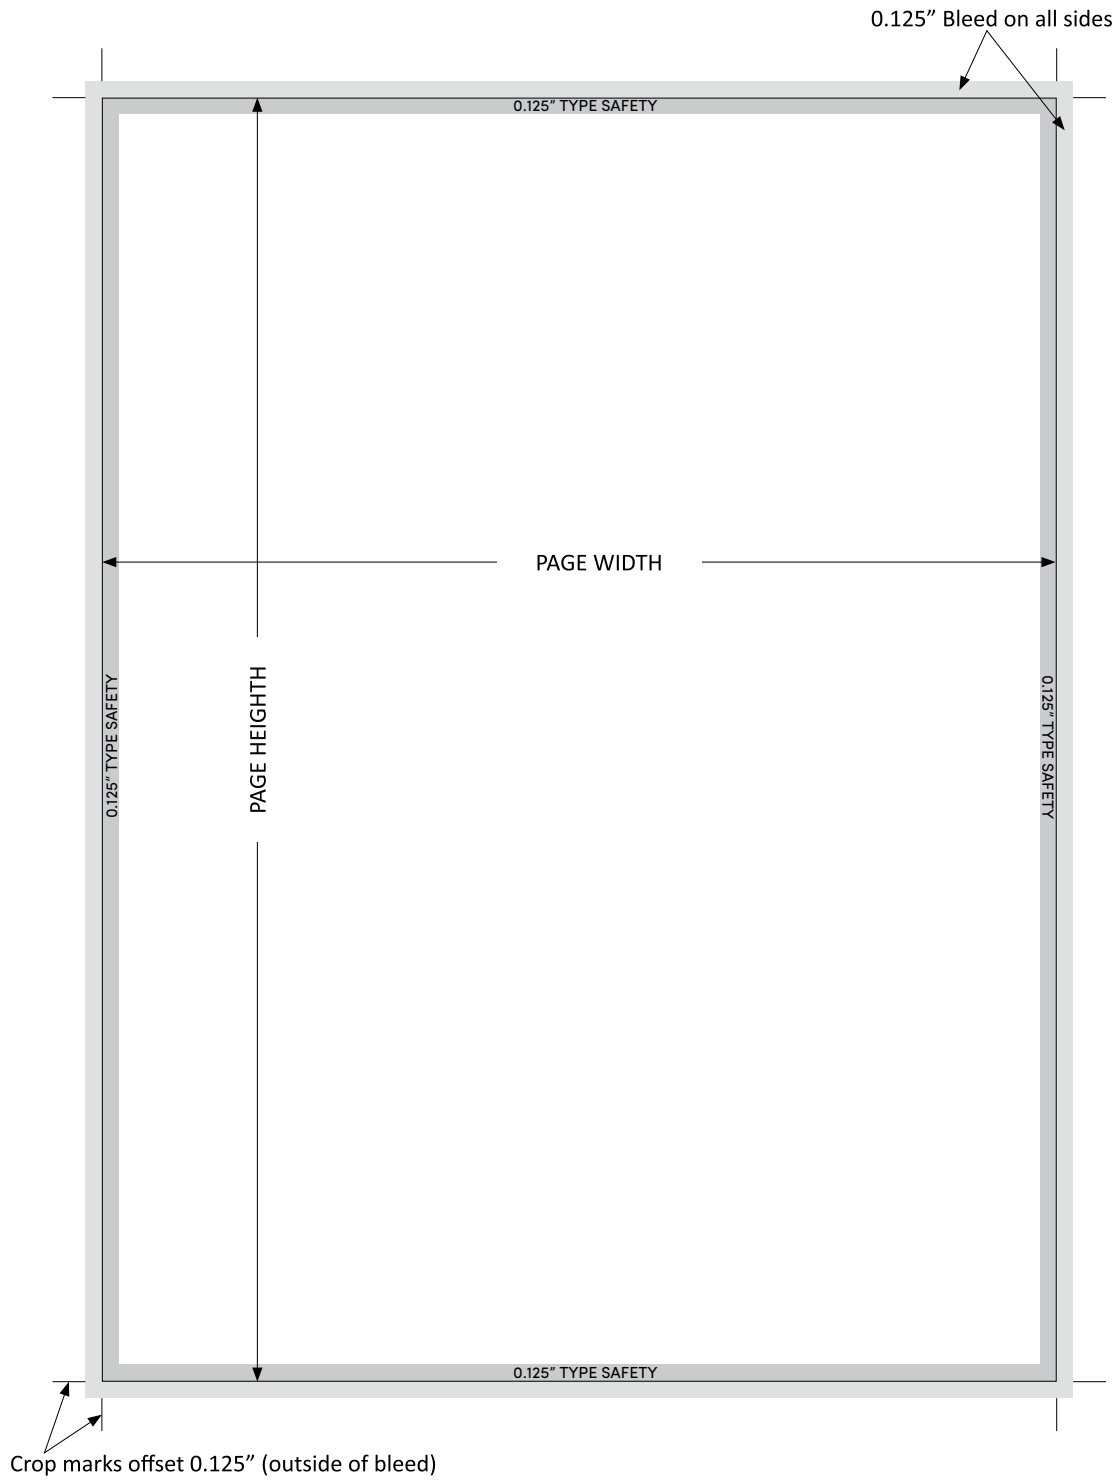 0.125” Bleed on all sides
0.125” TYPE SAFETY
PAGE WIDTH
PAGE HEIGHTH
0.125” TYPE SAFETY
0.125” TYPE SAFETY
0.125” TYPE SAFETY
Crop marks offset 0.125” (outside of bleed)